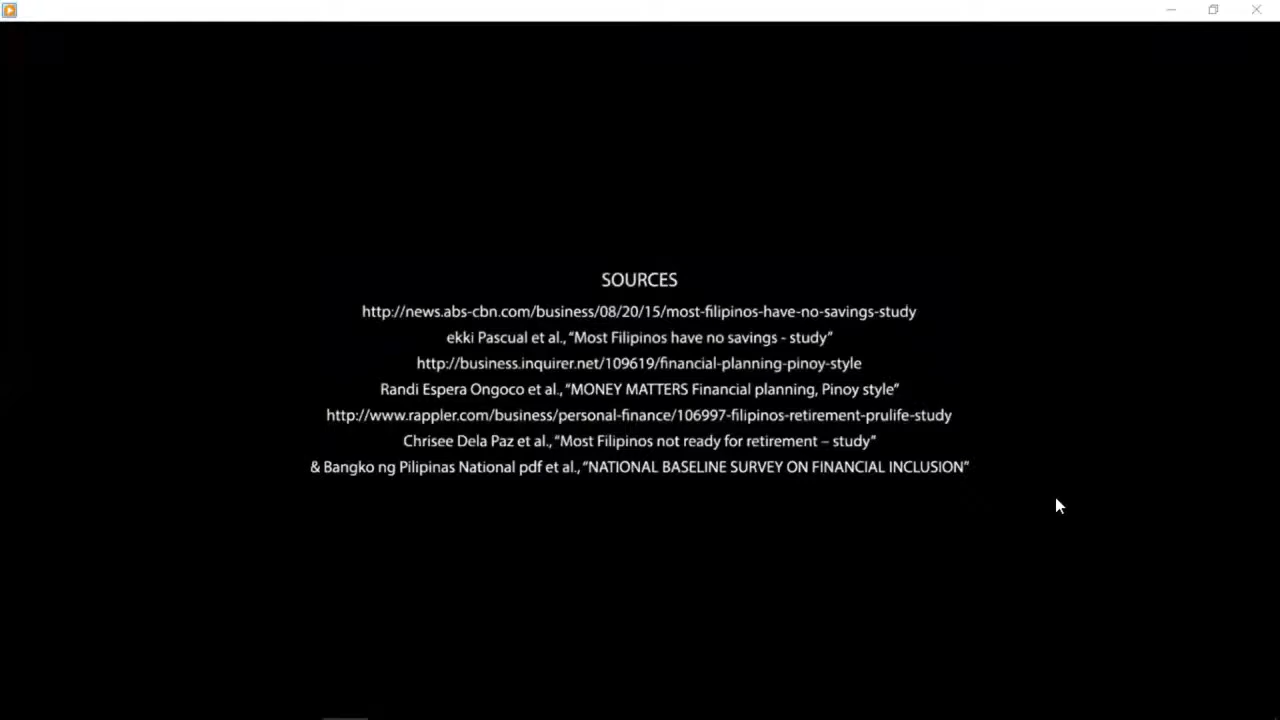 SOURCES
http://news.abs-cbn.com/business/08/20/15/most-filipinos-have-no-savings-study
ekki Pascual et al., “Most Filipinos have no savings - study”
http://business.inquirer.net/109619/financial-planning-pinoy-style
Randi Espera Ongoco et al., “MONEY MATTERS Financial planning, Pinoy style”
http://www.rappler.com/business/personal-finance/106997-filipinos-retirement-prulife-study
Chrisee Dela Paz et al., “Most Filipinos not ready for retirement – study”
& Bangko ng Pilipinas National pdf et al., “NATIONAL BASELINE SURVEY ON FINANCIAL INCLUSION”